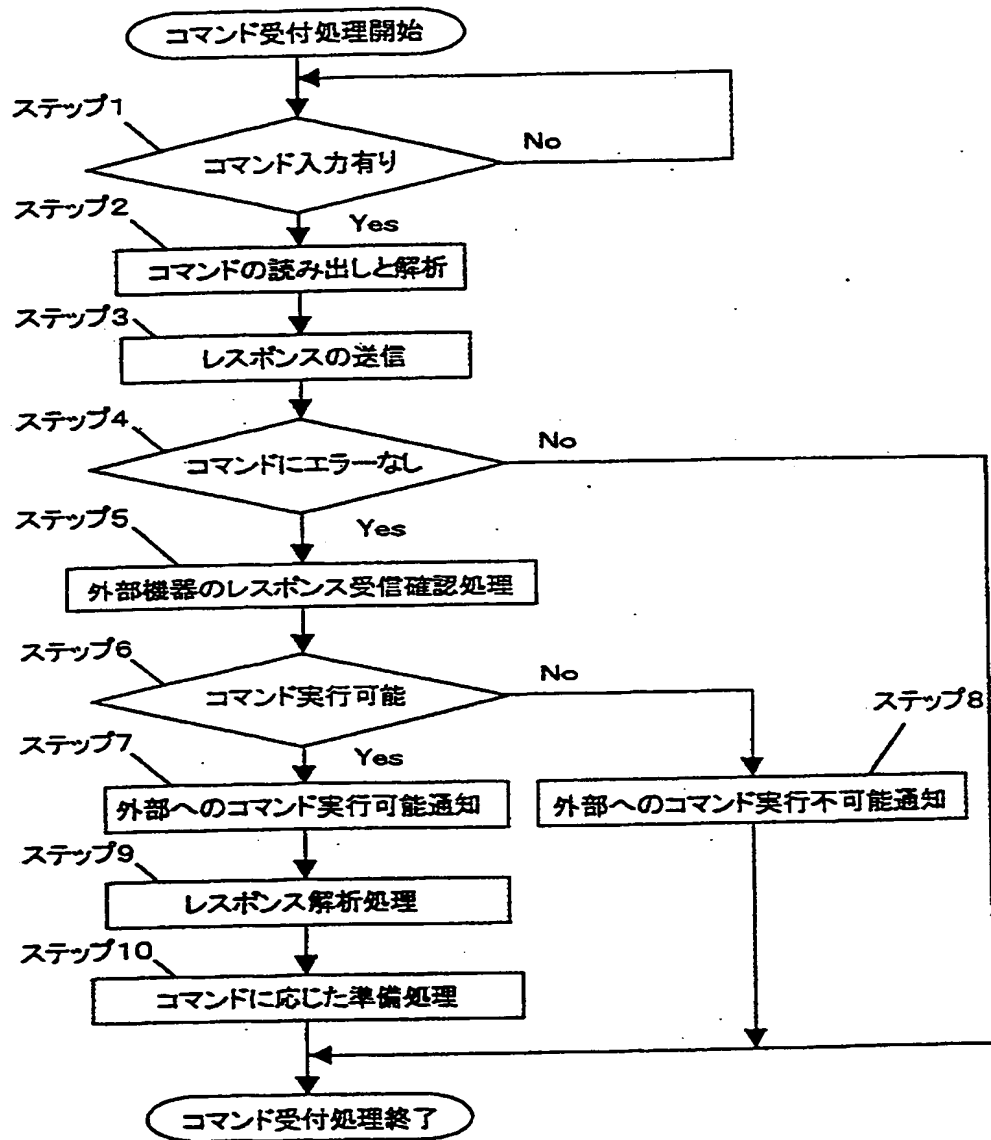 コマンド受付処理開始
ステップ1
コマンド入力有り
No
ステップ2
Yes
コマンドの読み出しと解析
ステップ3
レスポンスの送信
ステップ4
コマンドにエラーなし
No
ステップ5
Yes
外部機器のレスポンス受信確認処理
ステップ6
コマンド実行可能
No
ステップ8
ステップ7
Yes
外部へのコマンド実行可能通知
外部へのコマンド実行不可能通知
ステップ9
レスポンス解析処理
ステップ10
コマンドに応じた準備処理
コマンド受付処理終了